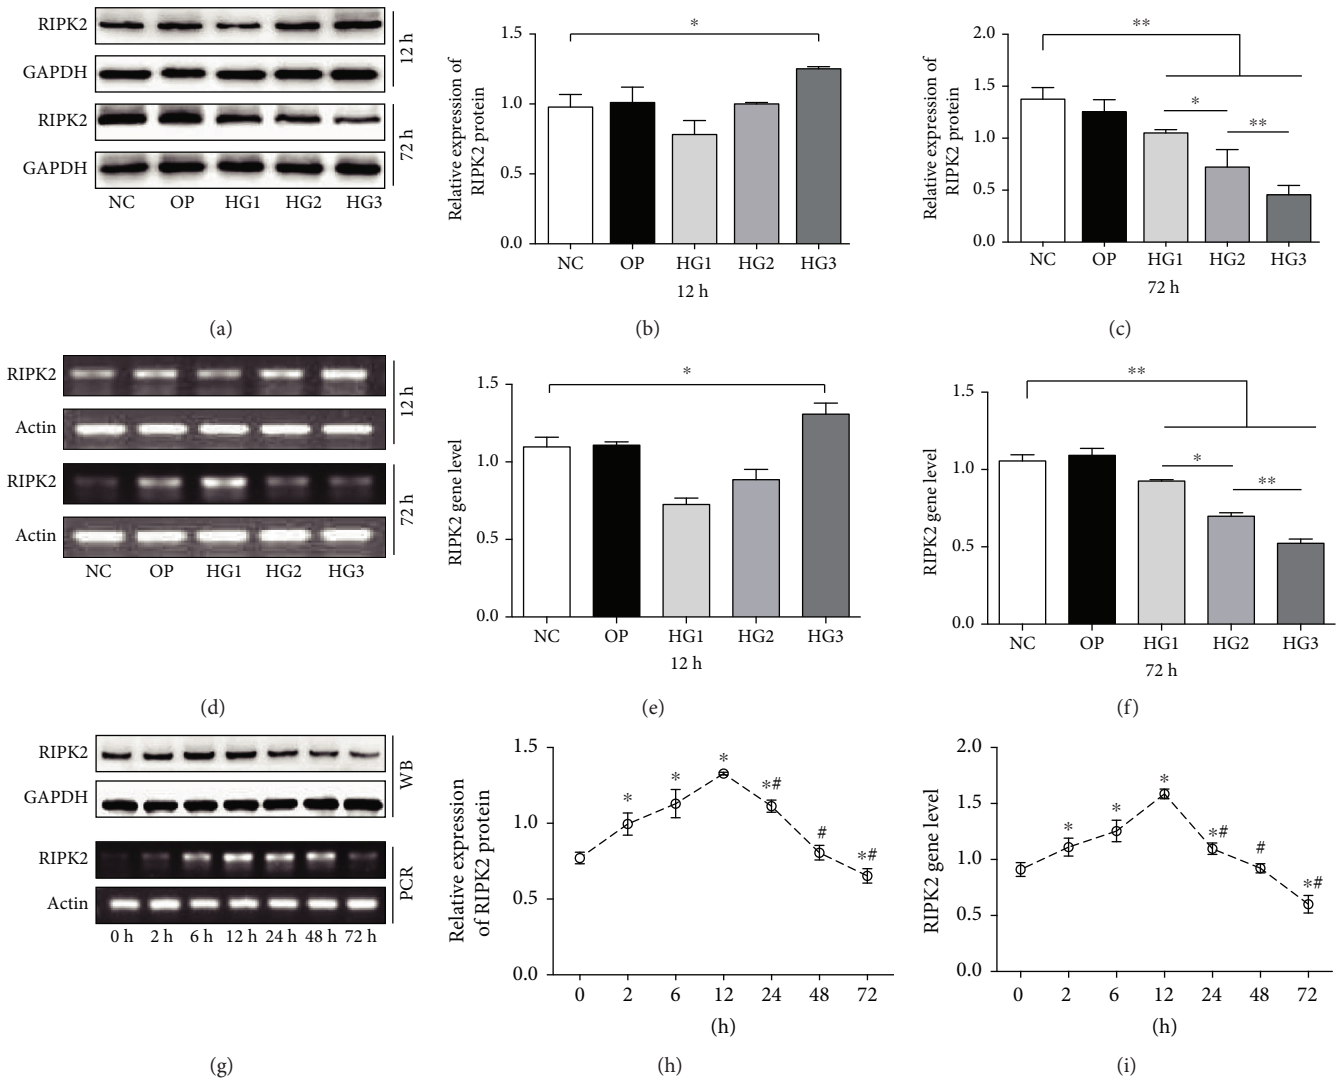 RIPK2
GAPDH
RIPK2
GAPDH
12 h
72 h
NC OP HG1 HG2 HG3
(a)
Relative expression of
RIPK2 protein
1.5
1.0
0.5
0.0
*
NC OP HG1 HG2 HG3
12 h
(b)
Relative expression of
RIPK2 protein
2.0
1.5
1.0
0.5
0.0
**
*
**
NC OP HG1 HG2 HG3
72 h
(c)
RIPK2
Actin
RIPK2
Actin
12 h
72 h
NC OP HG1 HG2 HG3
(d)
RIPK2 gene level
1.5
1.0
0.5
0.0
*
NC OP HG1 HG2 HG3
12 h
(e)
RIPK2 gene level
1.5
1.0
0.5
0.0
**
*
**
NC OP HG1 HG2 HG3
72 h
(f)
RIPK2
GAPDH
RIPK2
Actin
WB
PCR
0 h 2 h 6 h 12 h 24 h 48 h 72 h
(g)
Relative expression
of RIPK2 protein
1.5
1.0
0.5
0.0
*
*
*
*#
#
*#
0 2 6 12 24 48 72
(h)
(h)
RIPK2 gene level
2.0
1.5
1.0
0.5
0.0
*
*
*
*#
#
*#
0 2 6 12 24 48 72
(h)
(i)